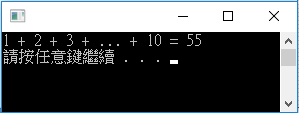 1 + 2 + 3 + ... + 10 = 55
請按任意鍵繼續 . . .